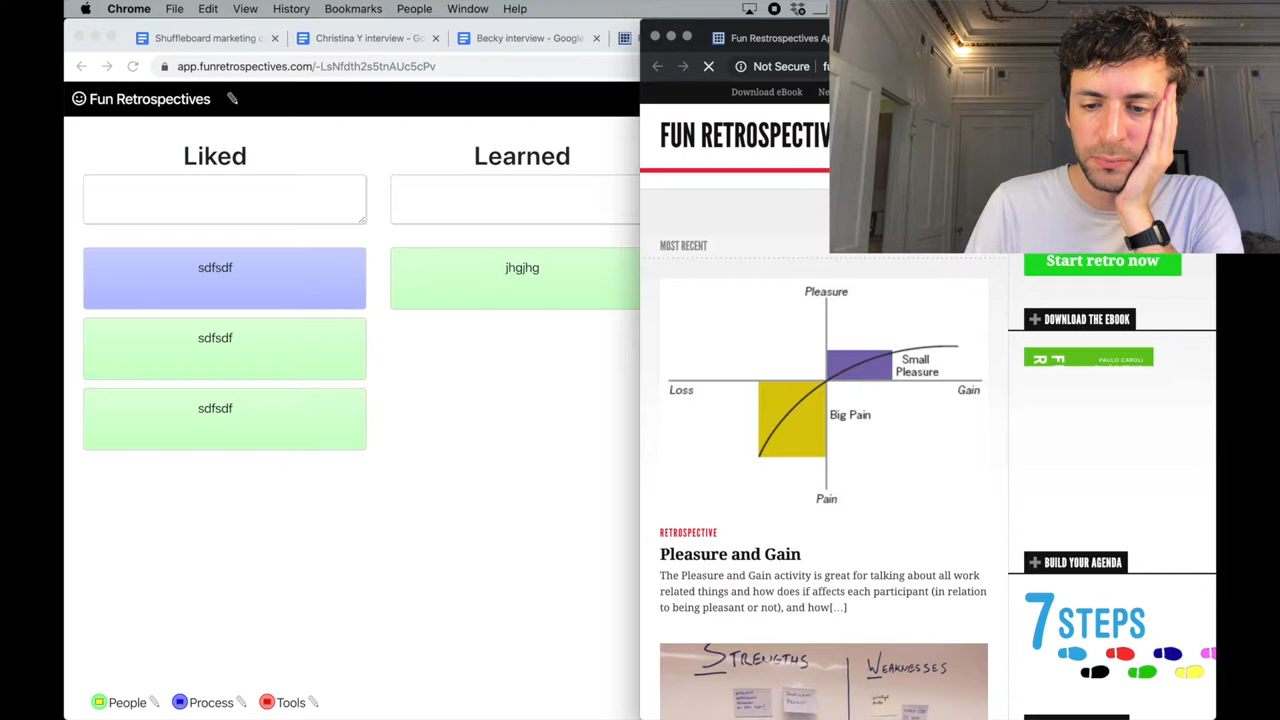 Chrome File Edit View History Bookmarks People Window Help
Shuffleboard marketing c
Christina Y interview - Go
Becky interview - Google
app.funretrospectives.com/-LsNfdth2s5tnAUc5cPv
Fun Retrospectives
Liked
Learned
sdfsdf
jhgjhg
sdfsdf
sdfsdf
People
Process
Tools
Fun Restrospectives Ap
Not Secure
fu
Download eBook
Ne
FUN RETROSPECTIV
MOST RECENT
Pleasure
Small
Pleasure
Loss
Gain
Big Pain
Pain
RETROSPECTIVE
Pleasure and Gain
The Pleasure and Gain activity is great for talking about all work
related things and how does if affects each participant (in relation
to being pleasant or not), and how[...]
STRENGTHS
WEAKNESSES
Start retro now
DOWNLOAD THE EBOOK
PAULO CAROLI
BUILD YOUR AGENDA
7 STEPS